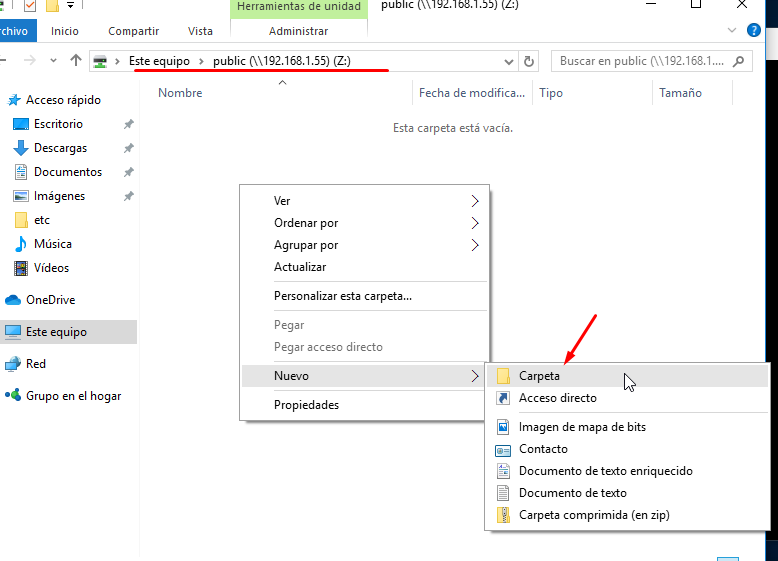 Herramientas de unidad
public (\\192.168.1.55) (Z:)
rchivo
Inicio
Compartir
Vista
Administrar
?
Este equipo > public (\\192.168.1.55) (Z:)
Buscar en public (\\192.168.1....
Nombre
Fecha de modifica...
Tipo
Tamaño
Esta carpeta está vacía.
Acceso rápido
Escritorio
Descargas
Documentos
Imágenes
etc
Música
Vídeos
OneDrive
Este equipo
Red
Grupo en el hogar
Ver
Ordenar por
Agrupar por
Actualizar
Personalizar esta carpeta...
Pegar
Pegar acceso directo
Nuevo
Propiedades
Carpeta
Acceso directo
Imagen de mapa de bits
Contacto
Documento de texto enriquecido
Documento de texto
Carpeta comprimida (en zip)